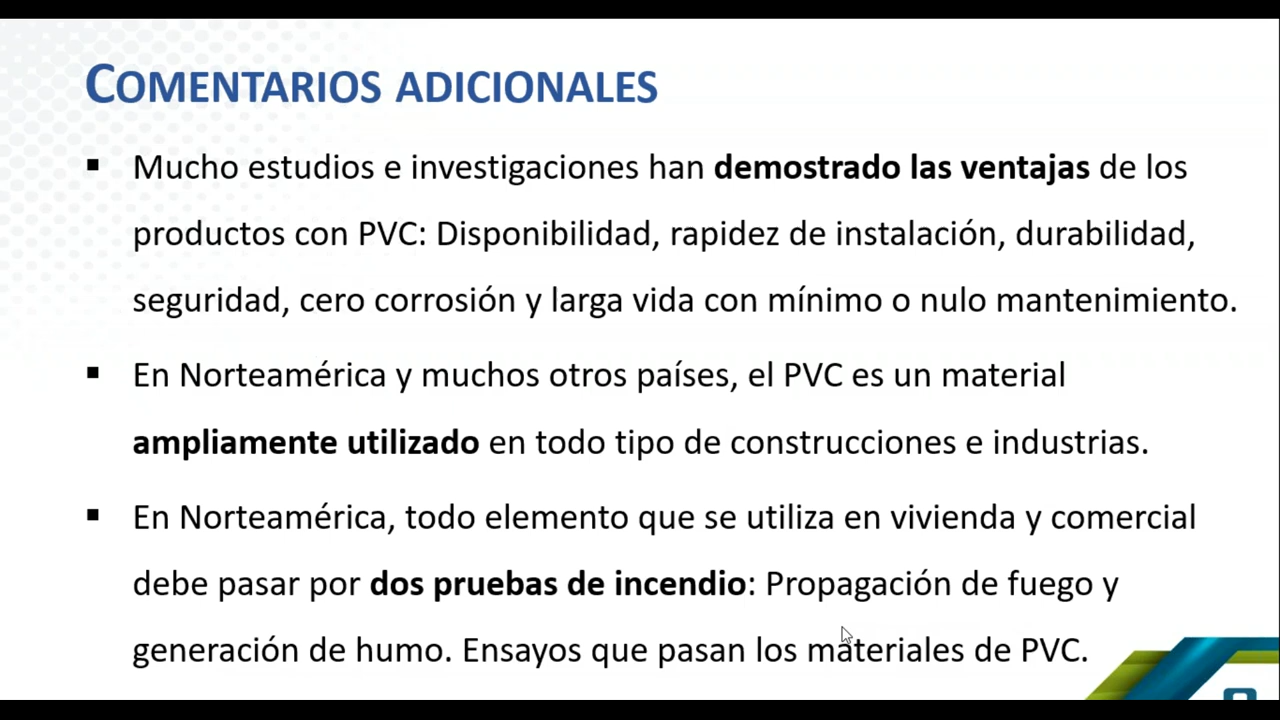 COMENTARIOS ADICIONALES
▪ Mucho estudios e investigaciones han demostrado las ventajas de los
productos con PVC: Disponibilidad, rapidez de instalación, durabilidad,
seguridad, cero corrosión y larga vida con mínimo o nulo mantenimiento.
▪ En Norteamérica y muchos otros países, el PVC es un material
ampliamente utilizado en todo tipo de construcciones e industrias.
▪ En Norteamérica, todo elemento que se utiliza en vivienda y comercial
debe pasar por dos pruebas de incendio: Propagación de fuego y
generación de humo. Ensayos que pasan los materiales de PVC.